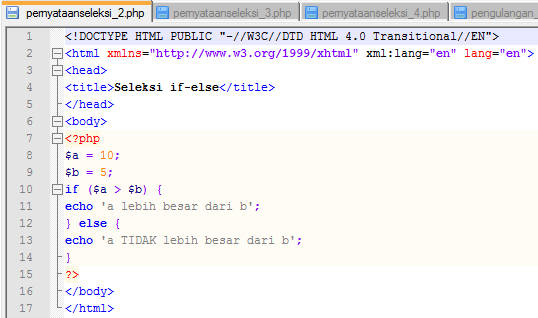 pernyataanseleksi_2.php pernyataanseleksi_3.php pernyataanseleksi_4.php pengulangan_
1 <!DOCTYPE HTML PUBLIC "-//W3C//DTD HTML 4.0 Transitional//EN">
2 <html xmlns="http://www.w3.org/1999/xhtml" xml:lang="en" lang="en">
3 <head>
4 <title>Seleksi if-else</title>
5 </head>
6 <body>
7 <?php
8 $a = 10;
9 $b = 5;
10 if ($a > $b) {
11 echo 'a lebih besar dari b';
12 } else {
13 echo 'a TIDAK lebih besar dari b';
14 }
15 ?>
16 </body>
17 </html>